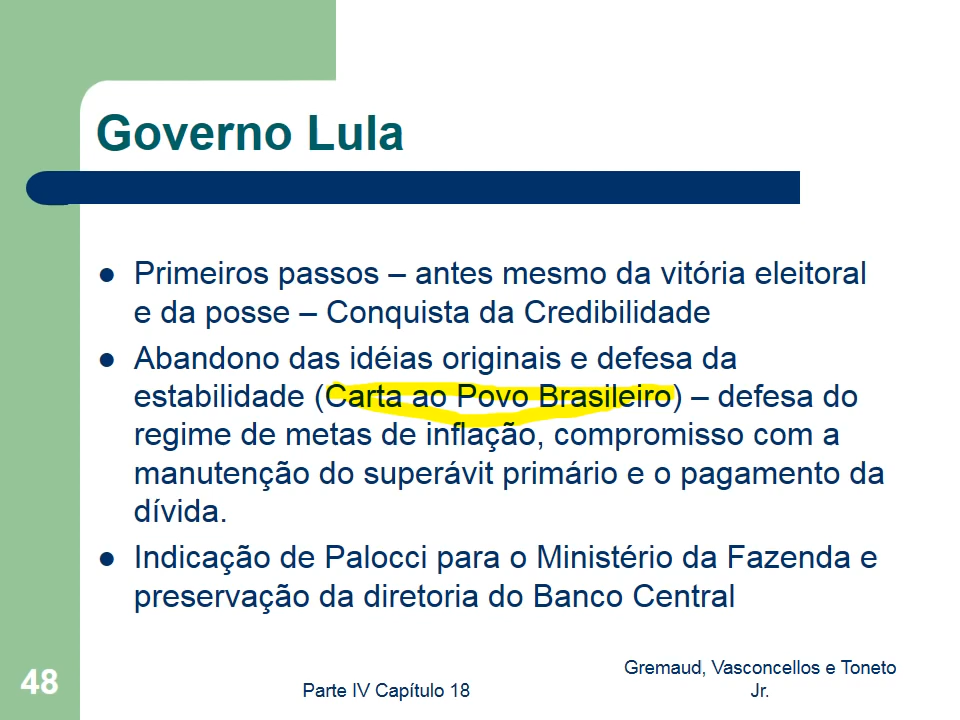 Governo Lula
● Primeiros passos – antes mesmo da vitória eleitoral
e da posse – Conquista da Credibilidade
● Abandono das idéias originais e defesa da
estabilidade (Carta ao Povo Brasileiro) – defesa do
regime de metas de inflação, compromisso com a
manutenção do superávit primário e o pagamento da
dívida.
● Indicação de Palocci para o Ministério da Fazenda e
preservação da diretoria do Banco Central
48
Parte IV Capítulo 18
Gremaud, Vasconcellos e Toneto
Jr.